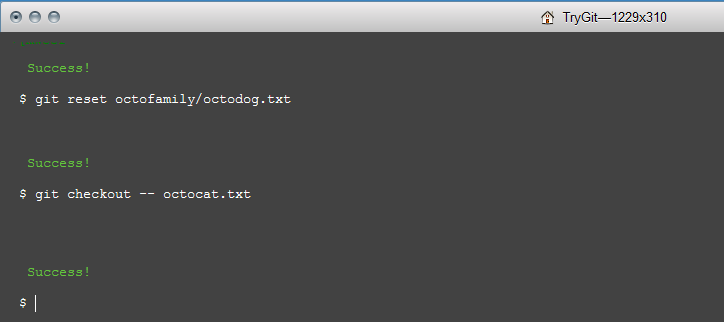 TryGit—1229x310
Success!
$ git reset octofamily/octodog.txt
Success!
$ git checkout -- octocat.txt
Success!
$